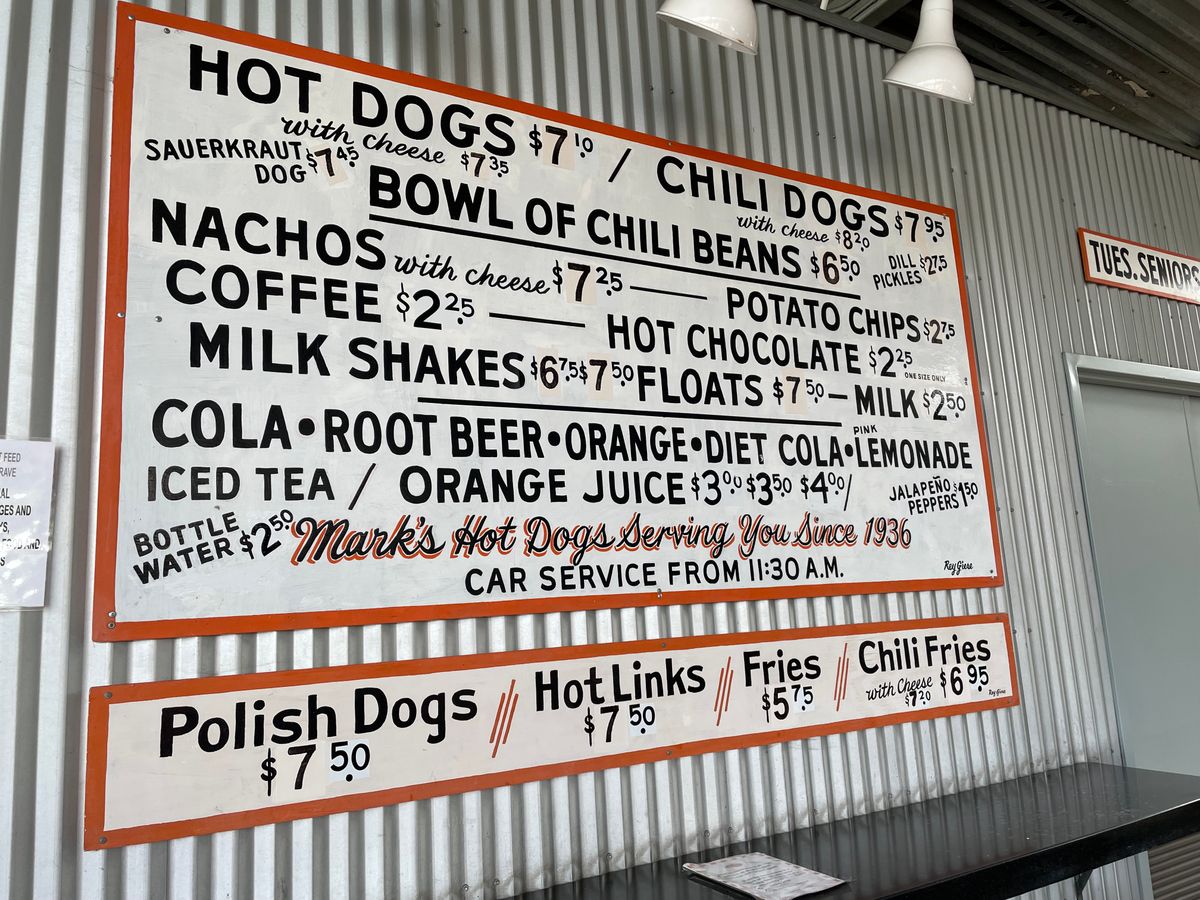 HOT DOGS $7.10 / CHILI DOGS $7.95
with cheese $7.35
with cheese $8.20
SAUERKRAUT DOG $7.45
BOWL OF CHILI BEANS $6.50
DILL PICKLES $2.75
NACHOS with cheese $7.25 — POTATO CHIPS $2.75
COFFEE $2.25 — HOT CHOCOLATE $2.25
ONE SIZE ONLY
MILK SHAKES $6.75 $7.50 FLOATS $7.50 — MILK $2.50
COLA • ROOT BEER • ORANGE • DIET COLA • PINK LEMONADE
ICED TEA / ORANGE JUICE $3.00 $3.50 $4.00 /
JALAPEÑO PEPPERS $1.50
BOTTLE WATER $2.50
Mark's Hot Dogs Serving You Since 1936
CAR SERVICE FROM 11:30 A.M.
Ray Giese
Polish Dogs $7.50 /// Hot Links $7.50 /// Fries $5.75 /// Chili Fries $6.95
with Cheese $7.20
Ray Giese
TUES. SENIORS
FEED
AND